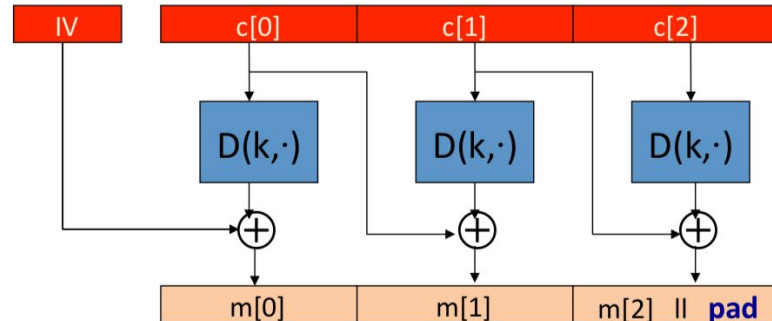 IV c[0] c[1] c[2]
D(k,·) D(k,·) D(k,·)
m[0] m[1] m[2] ll pad